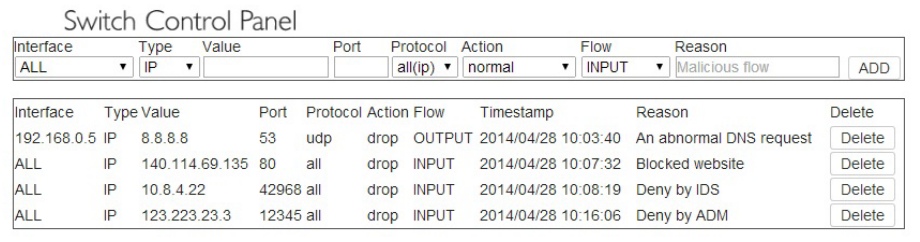 Switch Control Panel
Interface Type Value Port Protocol Action Flow Reason
ALL IP all(ip) normal INPUT Malicious flow ADD
Interface Type Value Port Protocol Action Flow Timestamp Reason Delete
192.168.0.5 IP 8.8.8.8 53 udp drop OUTPUT 2014/04/28 10:03:40 An abnormal DNS request Delete
ALL IP 140.114.69.135 80 all drop INPUT 2014/04/28 10:07:32 Blocked website Delete
ALL IP 10.8.4.22 42968 all drop INPUT 2014/04/28 10:08:19 Deny by IDS Delete
ALL IP 123.223.23.3 12345 all drop INPUT 2014/04/28 10:16:06 Deny by ADM Delete